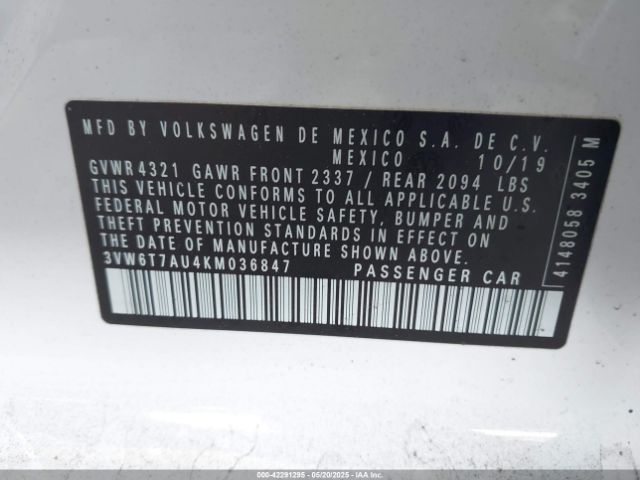 MFD BY VOLKSWAGEN DE MEXICO S.A. DE C.V.
MEXICO 10/19
GVWR 4321 GAWR FRONT 2337 / REAR 2094 LBS
THIS VEHICLE CONFORMS TO ALL APPLICABLE U.S.
FEDERAL MOTOR VEHICLE SAFETY, BUMPER AND
THEFT PREVENTION STANDARDS IN EFFECT ON
THE DATE OF MANUFACTURE SHOWN ABOVE.
3VW6T7AU4KM036847 PASSENGER CAR
4148058 3405 M
000-42291295 - 05/20/2025 - IAAI.CA